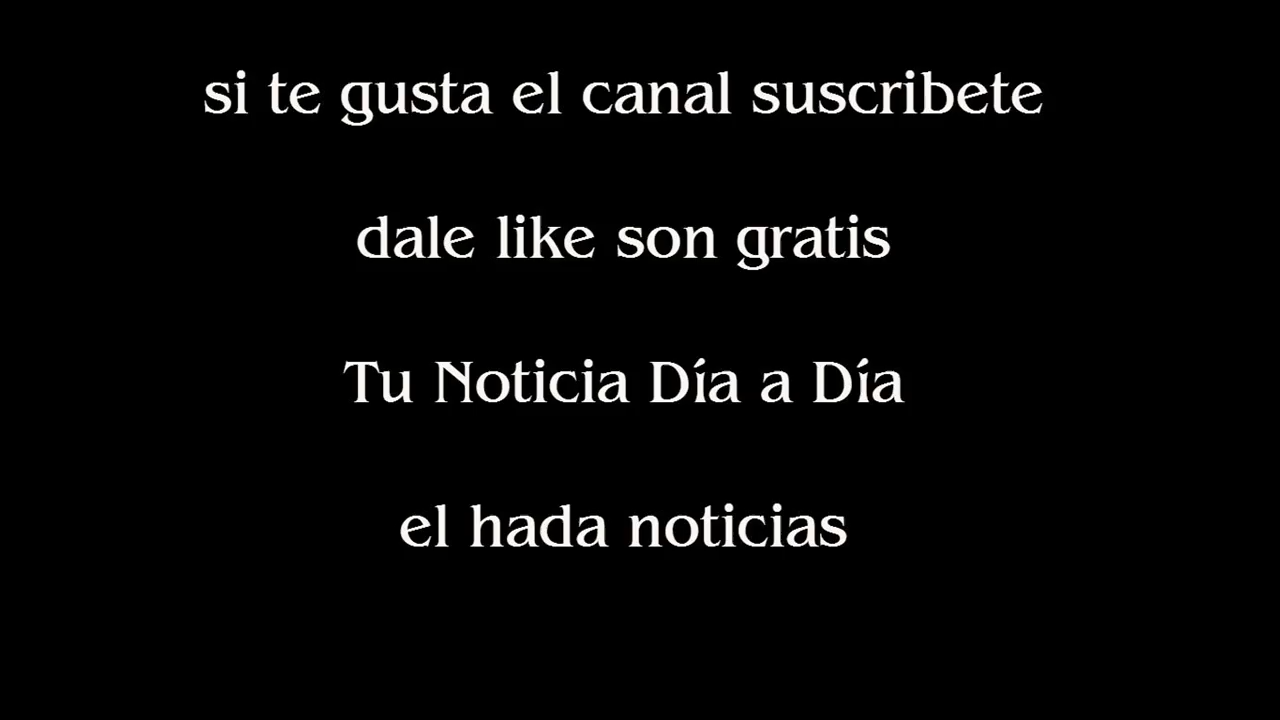 si te gusta el canal suscribete
dale like son gratis
Tu Noticia Día a Día
el hada noticias